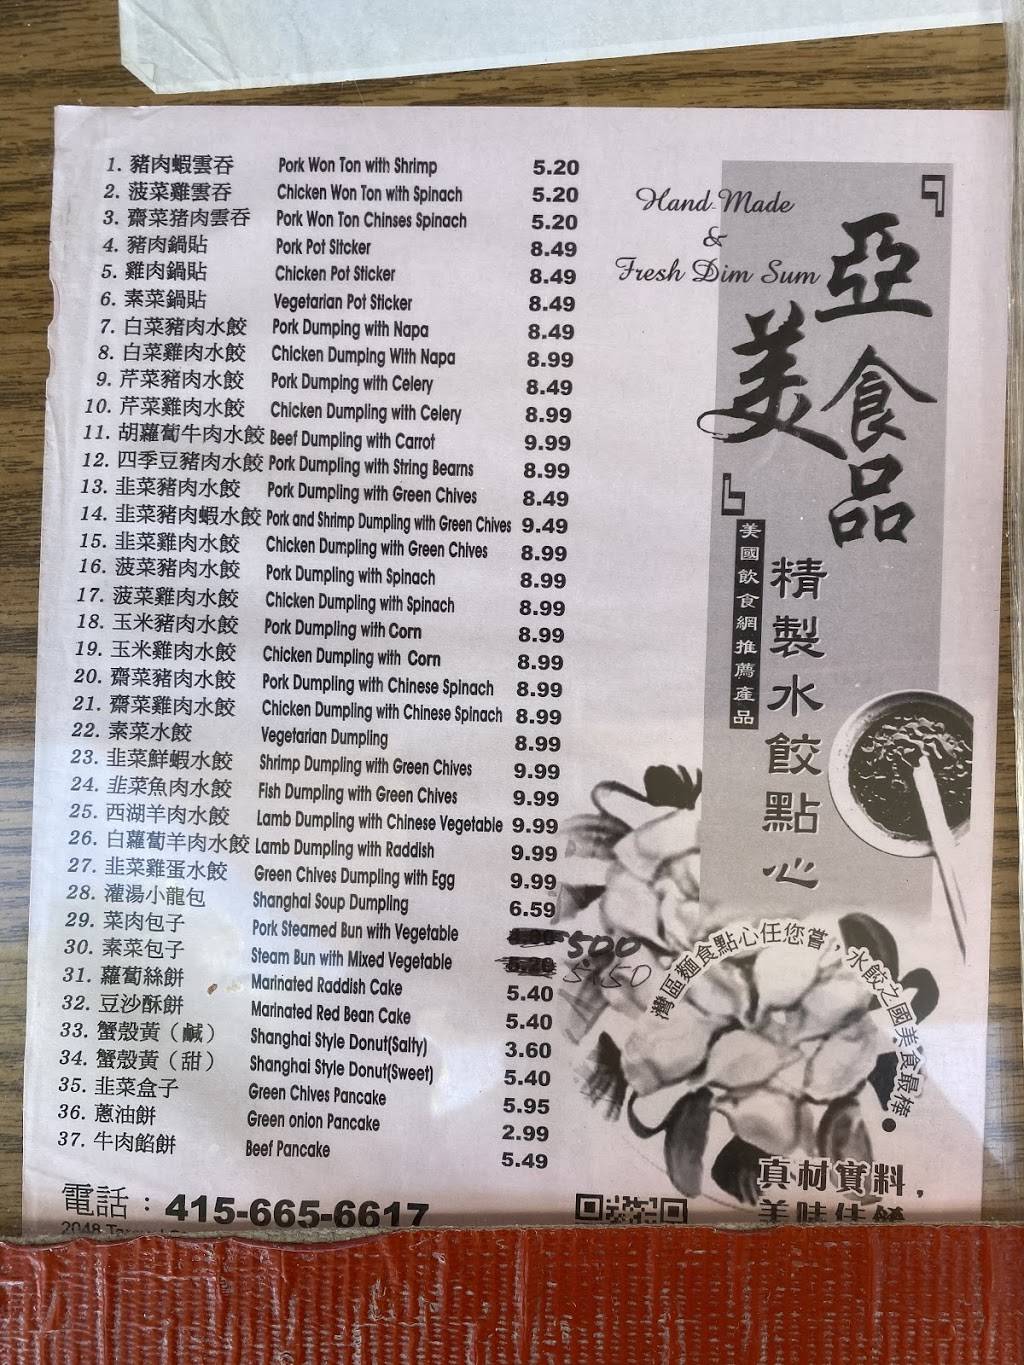 1. 豬肉蝦雲吞 Pork Won Ton with Shrimp 5.20
2. 菠菜雞雲吞 Chicken Won Ton with Spinach 5.20
3. 齋菜猪肉雲吞 Pork Won Ton Chinses Spinach 5.20
4. 豬肉鍋貼 Pork Pot Sitcker 8.49
5. 雞肉鍋貼 Chicken Pot Sticker 8.49
6. 素菜鍋貼 Vegetarian Pot Sticker 8.49
7. 白菜豬肉水餃 Pork Dumping with Napa 8.49
8. 白菜雞肉水餃 Chicken Dumping With Napa 8.99
9. 芹菜豬肉水餃 Pork Dumping with Celery 8.49
10. 芹菜雞肉水餃 Chicken Dumpling with Celery 8.99
11. 胡蘿蔔牛肉水餃 Beef Dumpling with Carrot 9.99
12. 四季豆豬肉水餃 Pork Dumpling with String Bearns 8.99
13. 韭菜豬肉水餃 Pork Dumpling with Green Chives 8.49
14. 韭菜豬肉蝦水餃 Pork and Shrimp Dumpling with Green Chives 9.49
15. 韭菜雞肉水餃 Chicken Dumpling with Green Chives 8.99
16. 菠菜豬肉水餃 Pork Dumpling with Spinach 8.99
17. 菠菜雞肉水餃 Chicken Dumpling with Spinach 8.99
18. 玉米豬肉水餃 Pork Dumpling with Corn 8.99
19. 玉米雞肉水餃 Chicken Dumpling with Corn 8.99
20. 齋菜豬肉水餃 Pork Dumpling with Chinese Spinach 8.99
21. 齋菜雞肉水餃 Chicken Dumpling with Chinese Spinach 8.99
22. 素菜水餃 Vegetarian Dumpling 8.99
23. 韭菜鮮蝦水餃 Shrimp Dumpling with Green Chives 9.99
24. 韭菜魚肉水餃 Fish Dumpling with Green Chives 9.99
25. 西湖羊肉水餃 Lamb Dumpling with Chinese Vegetable 9.99
26. 白蘿蔔羊肉水餃 Lamb Dumpling with Raddish 9.99
27. 韭菜雞蛋水餃 Green Chives Dumpling with Egg 9.99
28. 灌湯小龍包 Shanghai Soup Dumpling 6.59
29. 菜肉包子 Pork Steamed Bun with Vegetable 500
30. 素菜包子 Steam Bun with Mixed Vegetable 5.20
31. 蘿蔔絲餅 Marinated Raddish Cake 5.40
32. 豆沙酥餅 Marinated Red Bean Cake 5.40
33. 蟹殼黃（鹹） Shanghai Style Donut(Salty) 3.60
34. 蟹殼黃（甜） Shanghai Style Donut(Sweet) 5.40
35. 韭菜盒子 Green Chives Pancake 5.95
36. 蔥油餅 Green onion Pancake 2.99
37. 牛肉餡餅 Beef Pancake 5.49
電話：415-665-6617
2048
Hand Made
&
Fresh Dim Sum
亞美食品
美國飲食網推薦產品
精製水餃點心
灣區麵食點心任您嘗，水餃之國美食最棒
真材實料，
美味佳餚